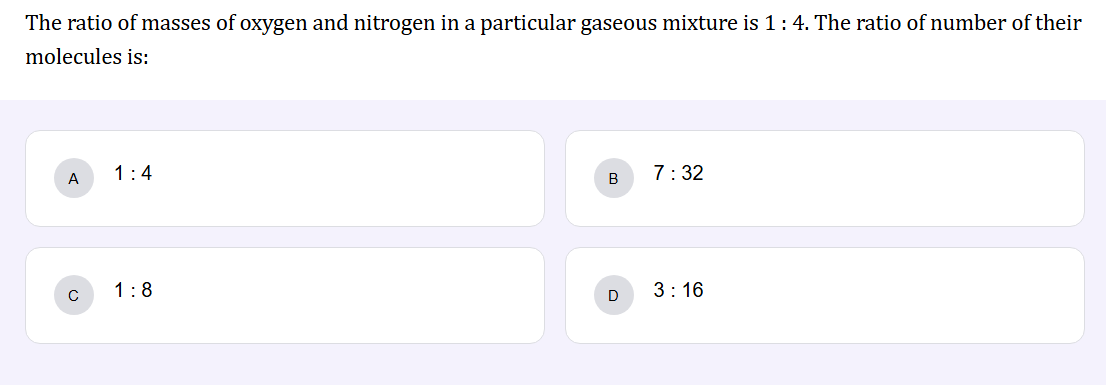 The ratio of masses of oxygen and nitrogen in a particular gaseous mixture is 1 : 4. The ratio of number of their
molecules is:
A 1 : 4
B 7 : 32
C 1 : 8
D 3 : 16